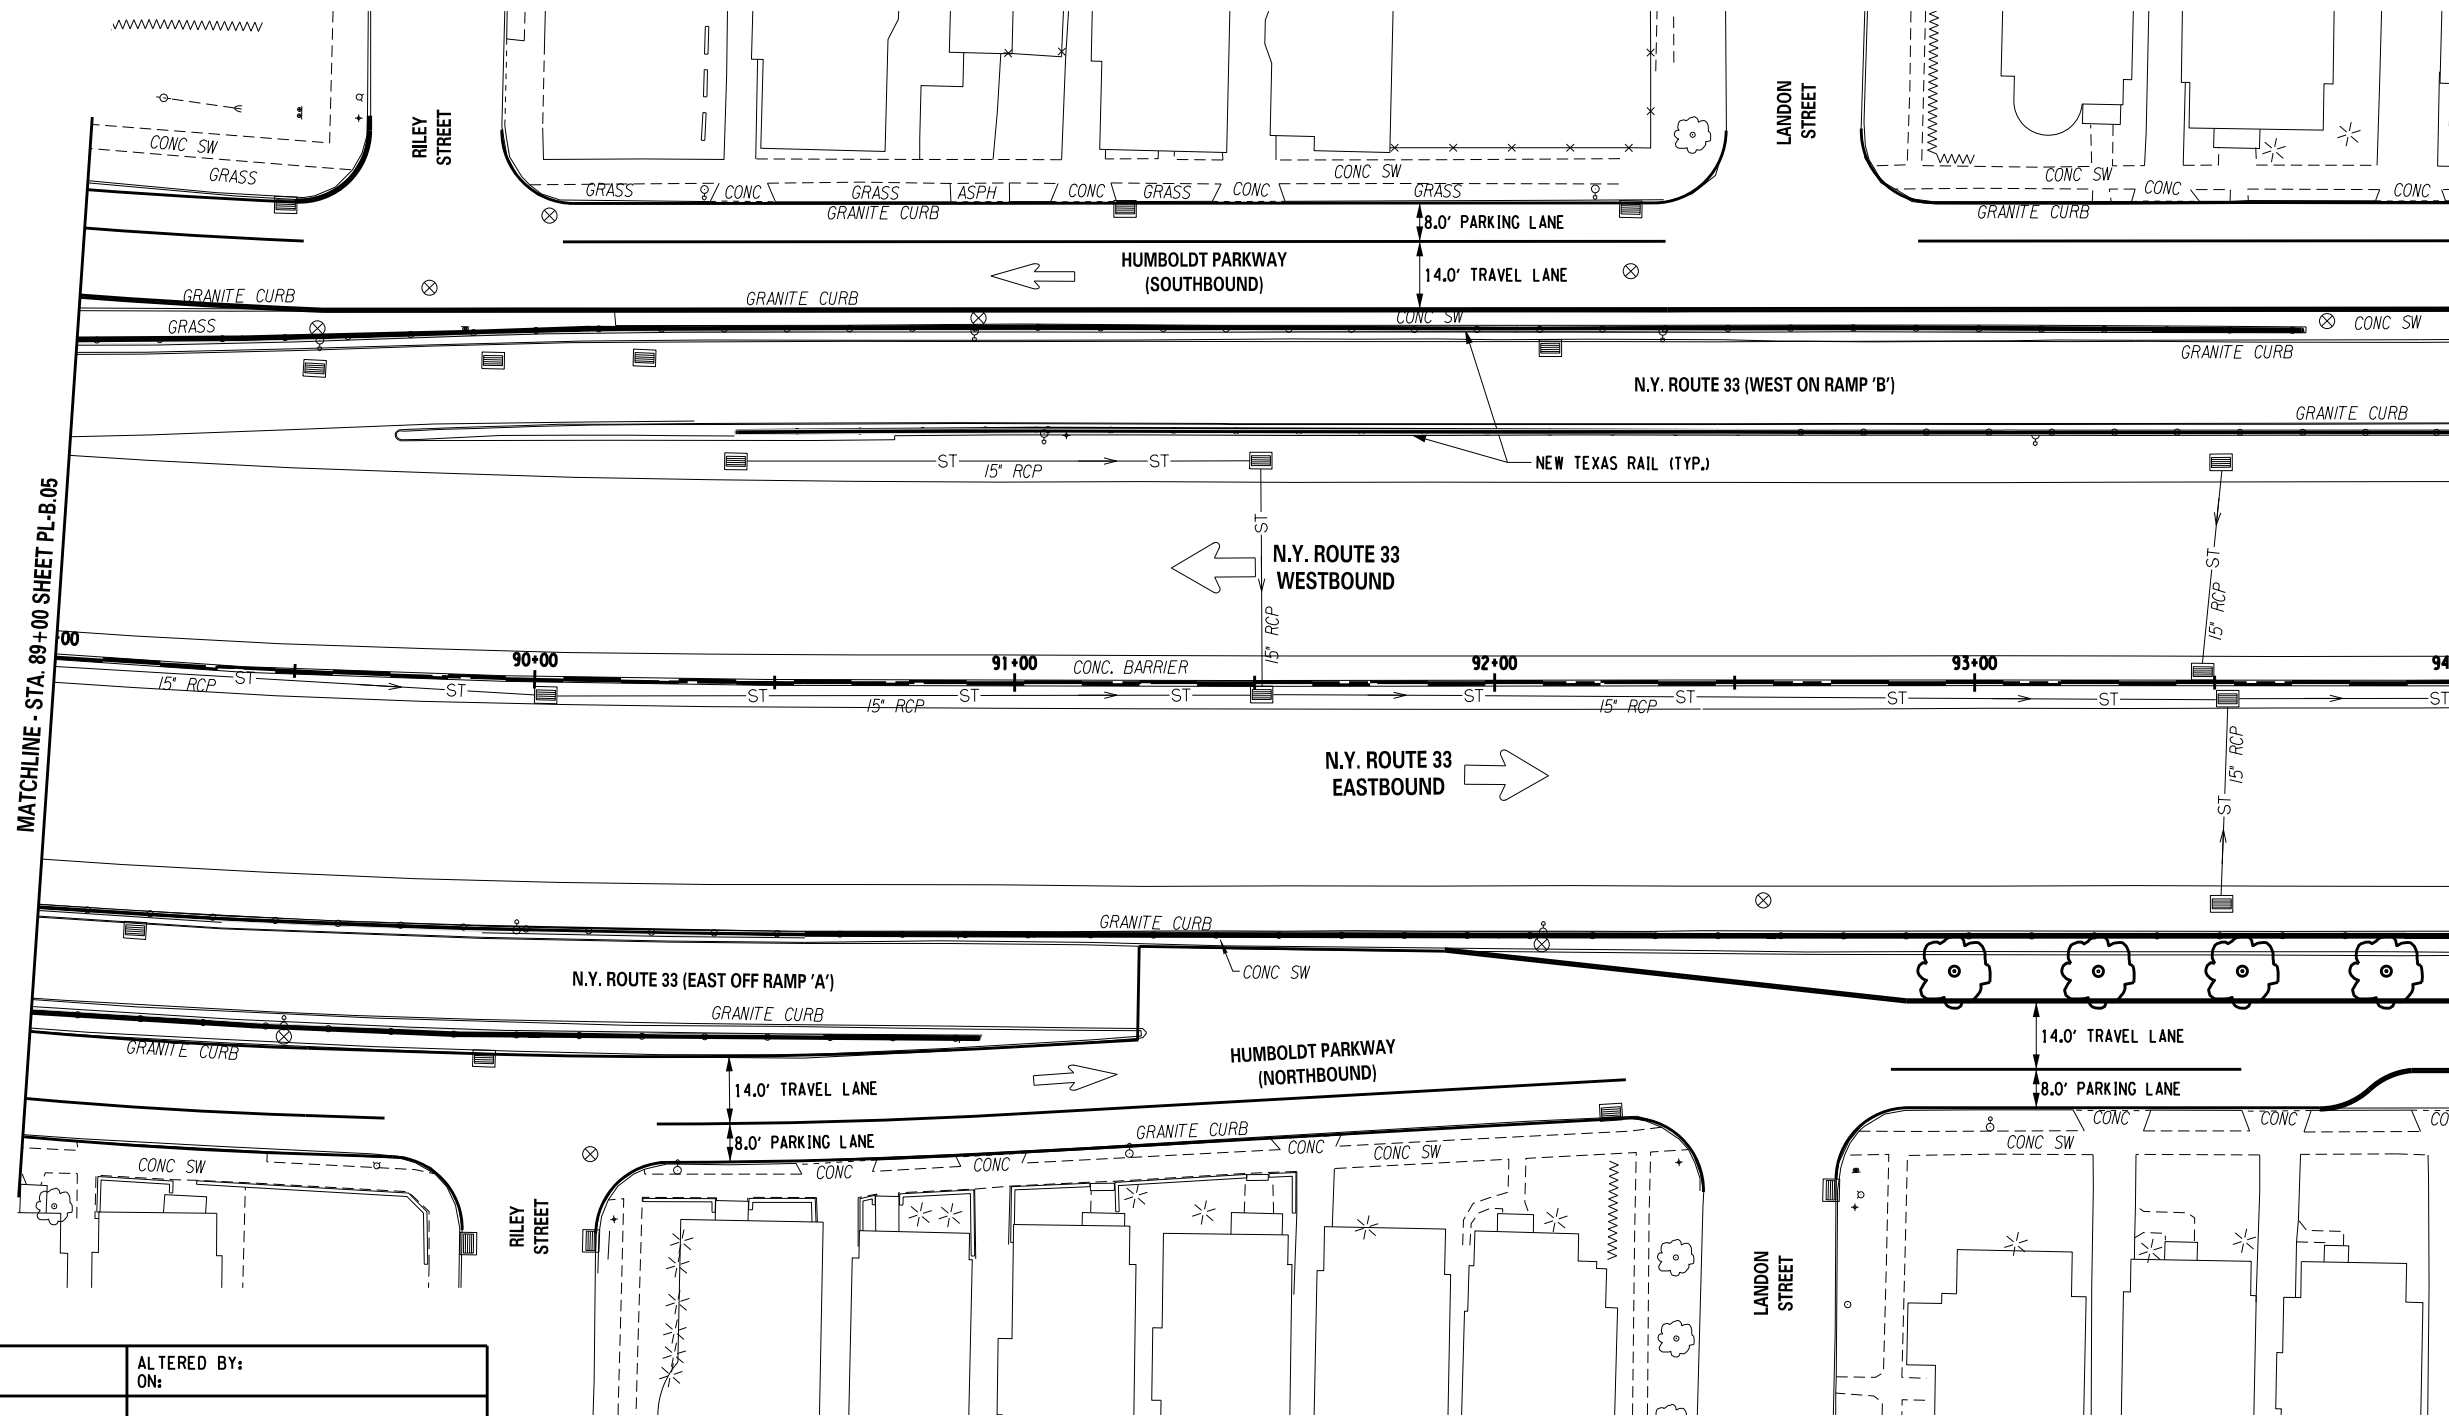 RILEY
STREET
LANDON
STREET
CONC SW
GRASS
GRASS
CONC
GRASS
ASPH
CONC
GRASS
CONC
CONC SW
GRASS
CONC SW
CONC
CONC
GRANITE CURB
GRANITE CURB
8.0' PARKING LANE
HUMBOLDT PARKWAY
(SOUTHBOUND)
14.0' TRAVEL LANE
GRANITE CURB
GRANITE CURB
GRASS
CONC SW
CONC SW
GRANITE CURB
N.Y. ROUTE 33 (WEST ON RAMP 'B')
GRANITE CURB
ST
ST
15" RCP
NEW TEXAS RAIL (TYP.)
ST
ST
N.Y. ROUTE 33
WESTBOUND
15" RCP
15" RCP
MATCHLINE - STA. 89+00 SHEET PL-B.05
00
90+00
91+00
CONC. BARRIER
92+00
93+00
94
15" RCP
ST
ST
ST
15" RCP
ST
ST
ST
15" RCP
ST
ST
ST
ST
15" RCP
ST
N.Y. ROUTE 33
EASTBOUND
GRANITE CURB
CONC SW
N.Y. ROUTE 33 (EAST OFF RAMP 'A')
GRANITE CURB
GRANITE CURB
HUMBOLDT PARKWAY
(NORTHBOUND)
14.0' TRAVEL LANE
14.0' TRAVEL LANE
8.0' PARKING LANE
8.0' PARKING LANE
GRANITE CURB
CONC
CONC
CO
CONC SW
CONC SW
CONC
CONC
CONC
CONC SW
RILEY
STREET
LANDON
STREET
ALTERED BY:
ON: